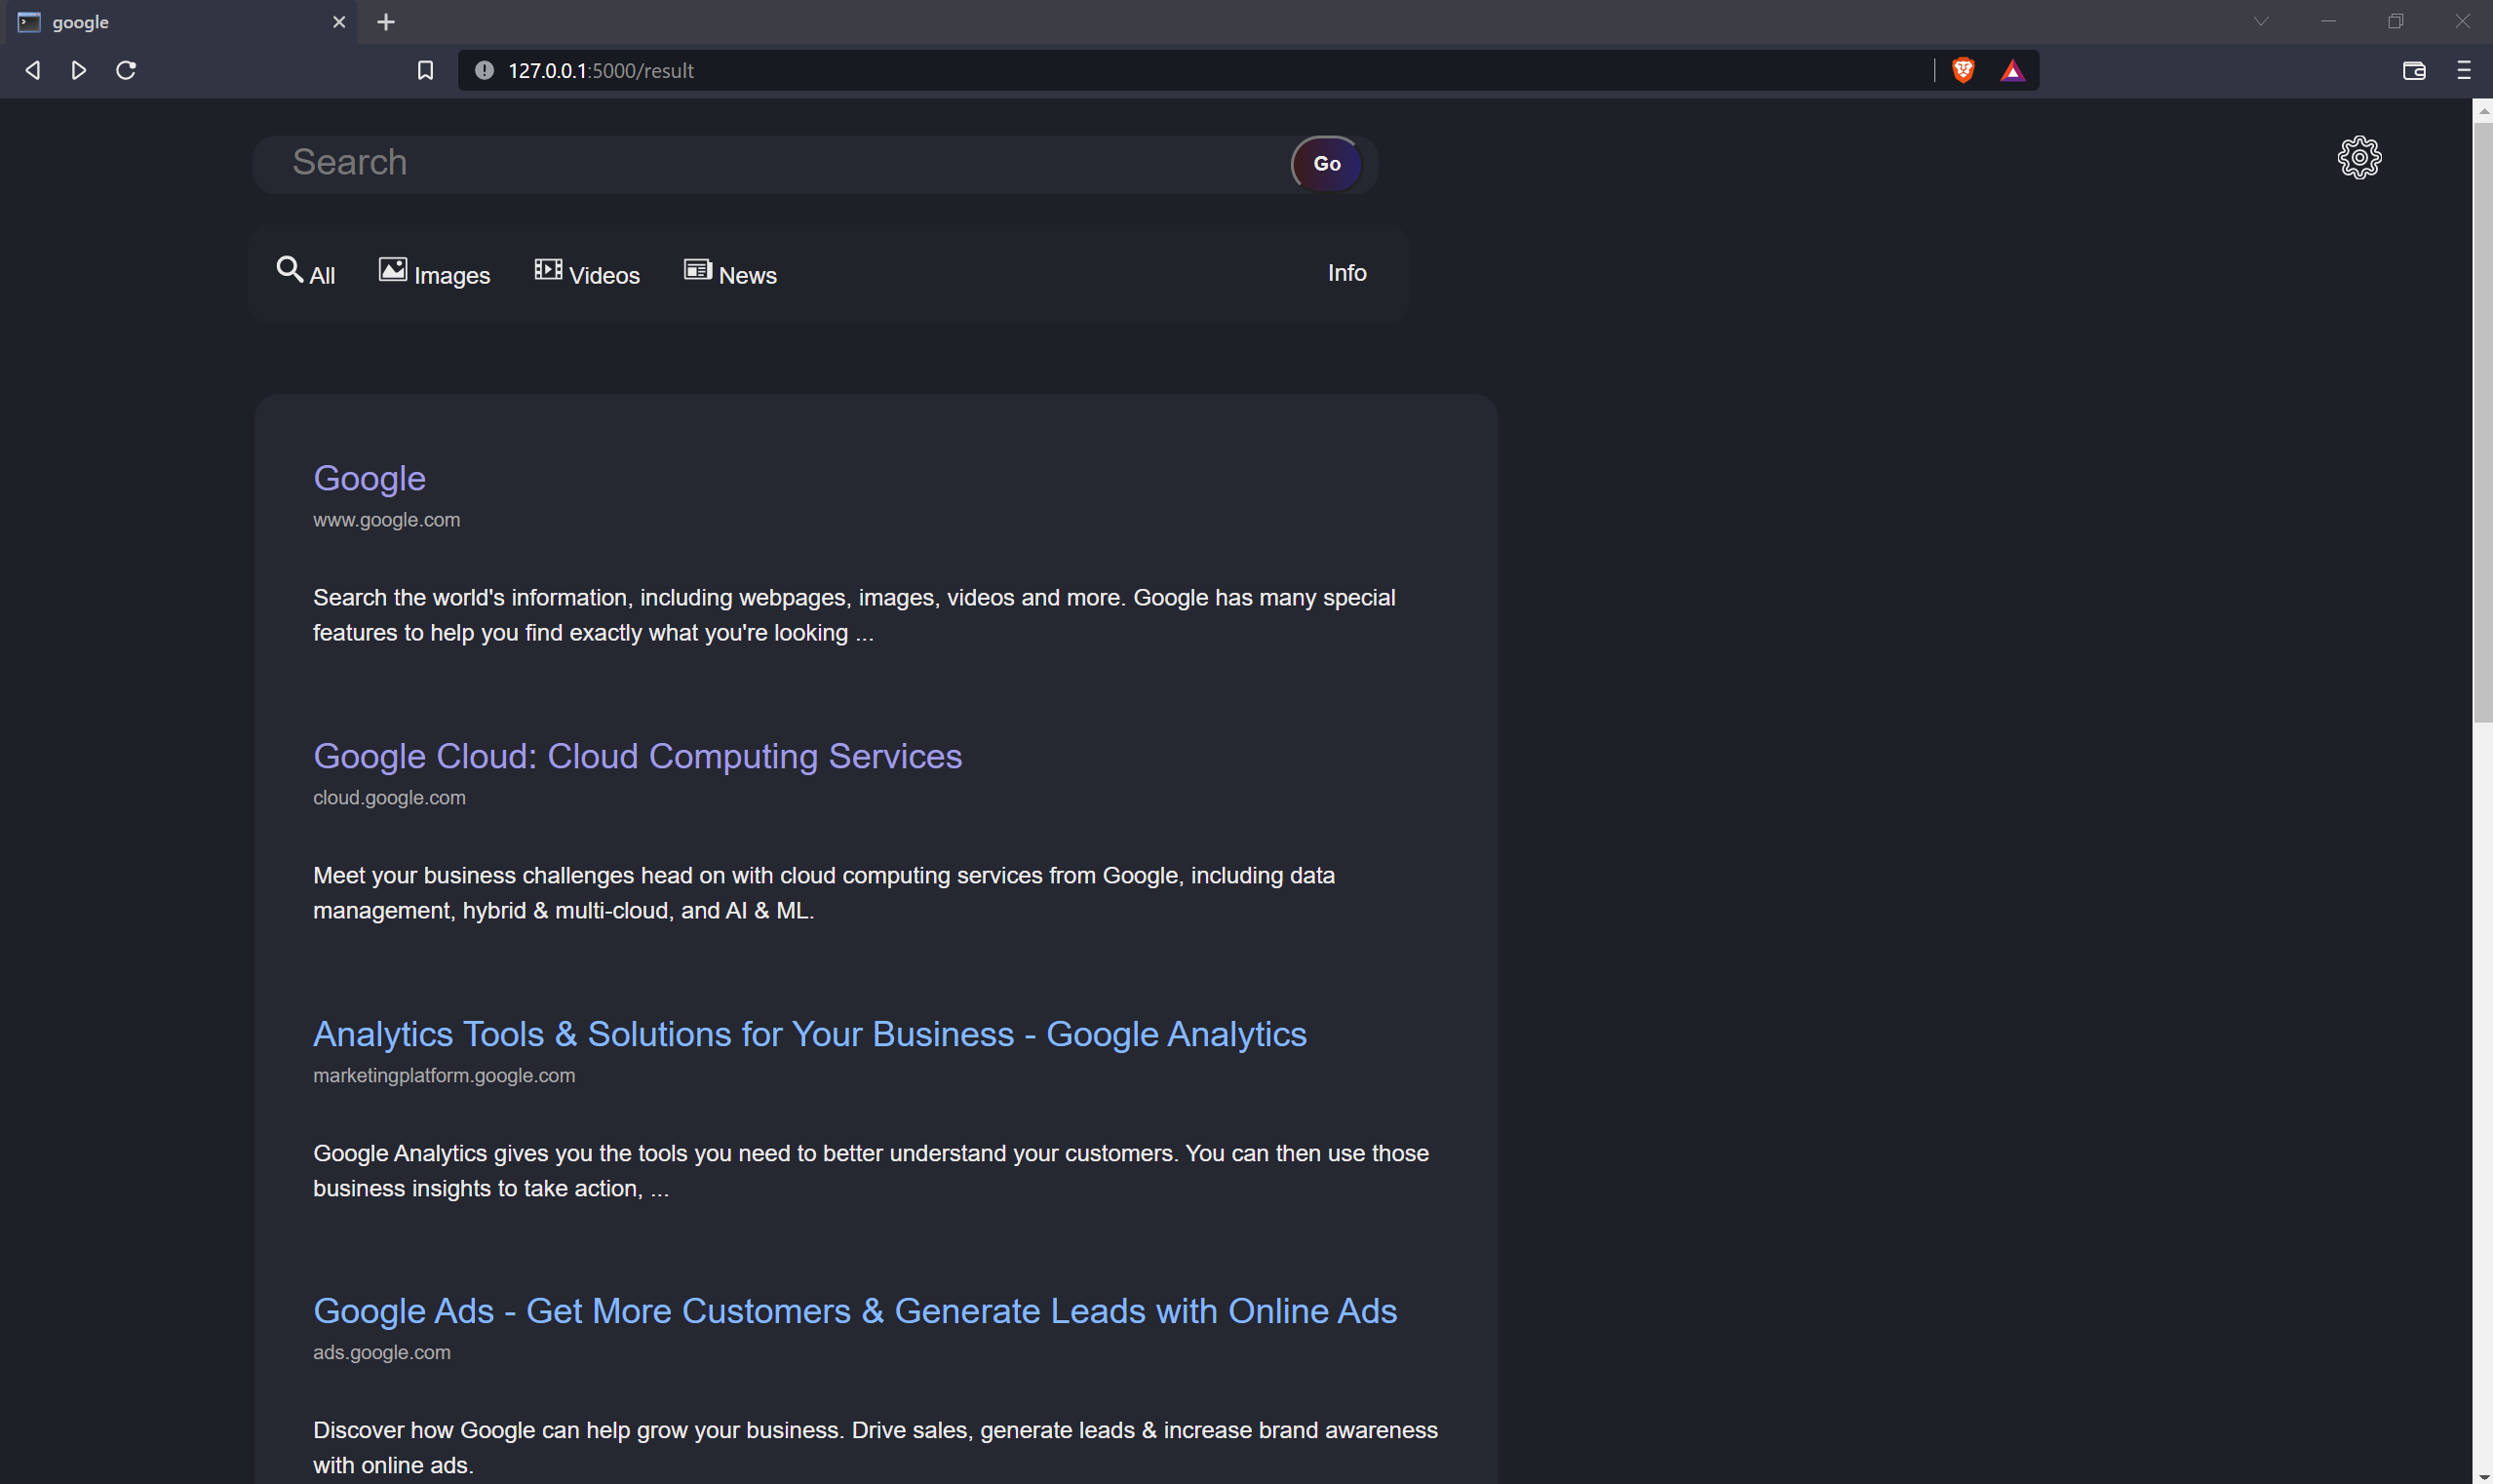 google
127.0.0.1:5000/result
Search
Go
All Images Videos News Info
Google
www.google.com
Search the world's information, including webpages, images, videos and more. Google has many special
features to help you find exactly what you're looking ...
Google Cloud: Cloud Computing Services
cloud.google.com
Meet your business challenges head on with cloud computing services from Google, including data
management, hybrid & multi-cloud, and AI & ML.
Analytics Tools & Solutions for Your Business - Google Analytics
marketingplatform.google.com
Google Analytics gives you the tools you need to better understand your customers. You can then use those
business insights to take action, ...
Google Ads - Get More Customers & Generate Leads with Online Ads
ads.google.com
Discover how Google can help grow your business. Drive sales, generate leads & increase brand awareness
with online ads.